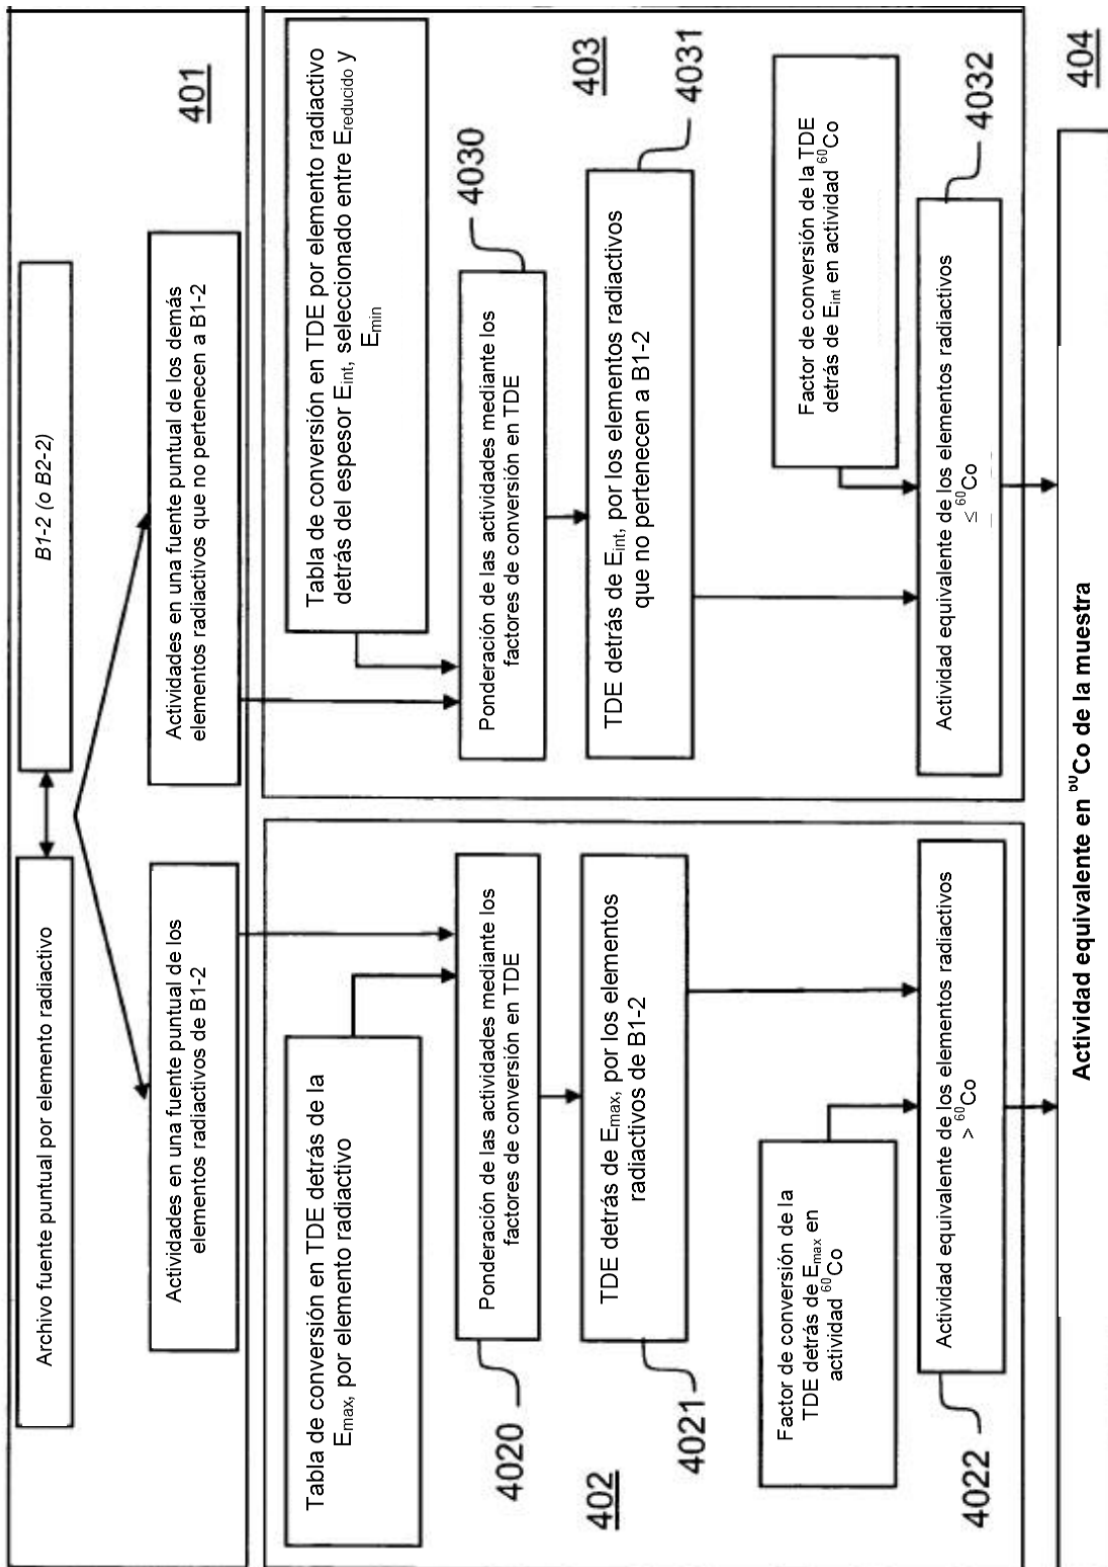 Archivo fuente puntual por elemento radiactivo
B1-2 (o B2-2)
401
Actividades en una fuente puntual de los
elementos radiactivos de B1-2
Actividades en una fuente puntual de los demás
elementos radiactivos que no pertenecen a B1-2
Tabla de conversión en TDE detrás de la
Emax, por elemento radiactivo
Ponderación de las actividades mediante los
factores de conversión en TDE
4020
402
TDE detrás de Emax, por los elementos
radiactivos de B1-2
4021
Factor de conversión de la
TDE detrás de Emax en
actividad ⁶⁰Co
Actividad equivalente de los elementos radiactivos
> ⁶⁰Co
4022
Tabla de conversión en TDE por elemento radiactivo
detrás del espesor Eint, seleccionado entre Ereducido y
Emin
Ponderación de las actividades mediante los
factores de conversión en TDE
4030
403
TDE detrás de Eint, por los elementos radiactivos
que no pertenecen a B1-2
4031
Factor de conversión de la TDE
detrás de Eint en actividad ⁶⁰Co
Actividad equivalente de los elementos radiactivos
≤ ⁶⁰Co
4032
Actividad equivalente en ⁶⁰Co de la muestra
404